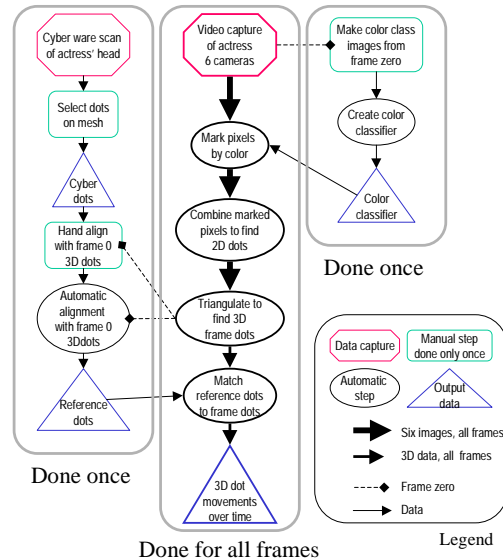 Cyber ware scan
of actress' head
Select dots
on mesh
Cyber
dots
Hand align
with frame 0
3D dots
Automatic
alignment
with frame 0
3Ddots
Reference
dots
Done once
Video capture
of actress
6 cameras
Mark pixels
by color
Combine marked
pixels to find
2D dots
Triangulate to
find 3D
frame dots
Match
reference dots
to frame dots
3D dot
movements
over time
Done for all frames
Make color class
images from
frame zero
Create color
classifier
Color
classifier
Done once
Data capture
Manual step
done only once
Automatic
step
Output
data
Six images, all frames
3D data, all frames
Frame zero
Data
Legend